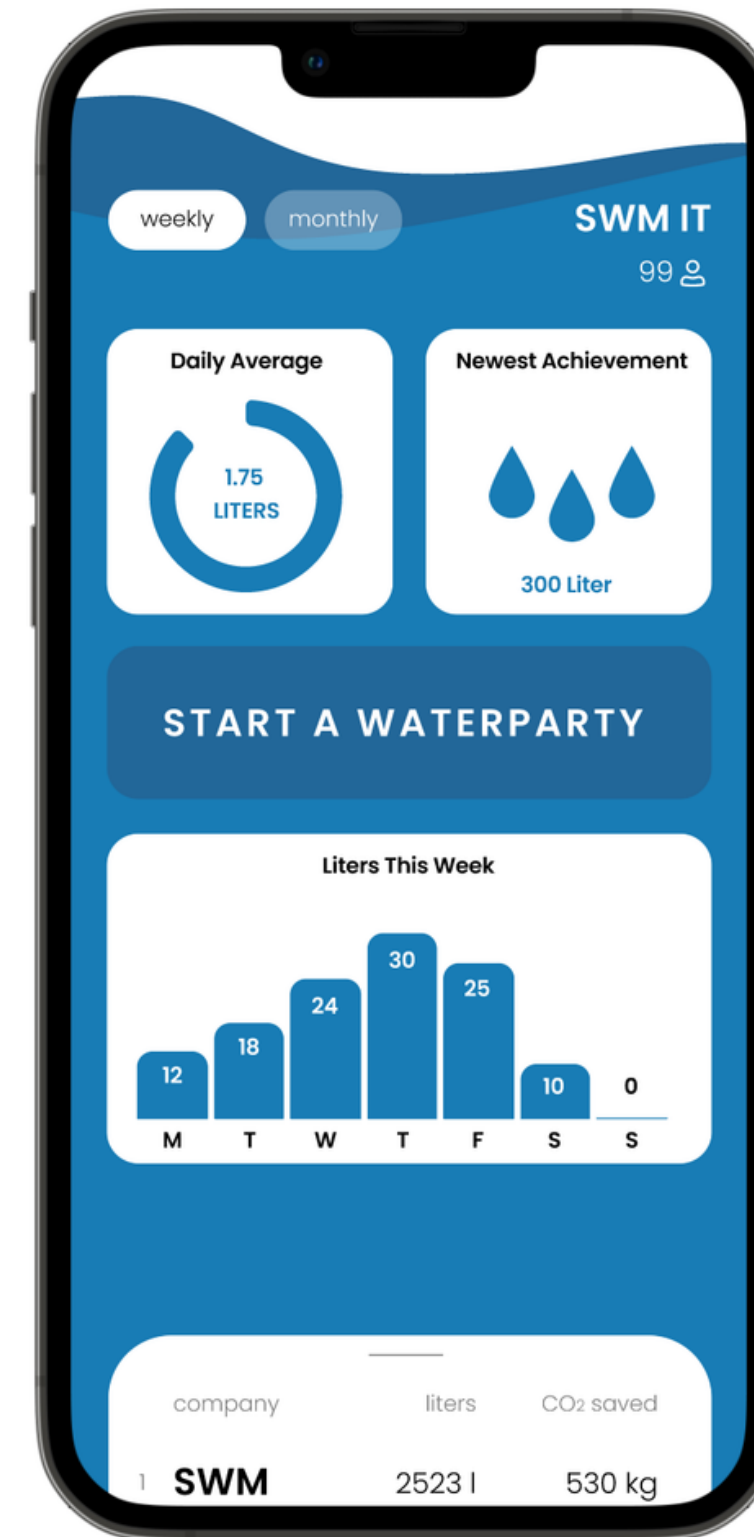 weekly monthly SWM IT
99
Daily Average
1.75
LITERS
Newest Achievement
300 Liter
START A WATERPARTY
Liters This Week
12 18 24 30 25 10 0
M T W T F S S
company liters CO₂ saved
1 SWM 2523 l 530 kg